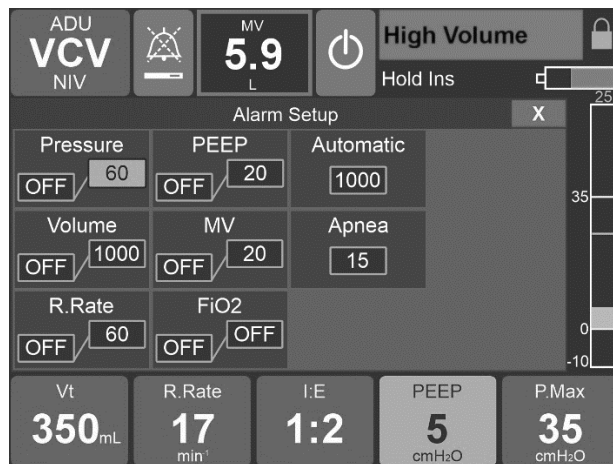 ADU
VCV
NIV
MV
5.9
L
High Volume
Hold Ins
Alarm Setup
X
25
Pressure
OFF 60
PEEP
OFF 20
Automatic
1000
35
Volume
OFF 1000
MV
OFF 20
Apnea
15
R.Rate
OFF 60
FiO2
OFF OFF
0
-10
Vt
350mL
R.Rate
17
min-1
I:E
1:2
PEEP
5
cmH2O
P.Max
35
cmH2O